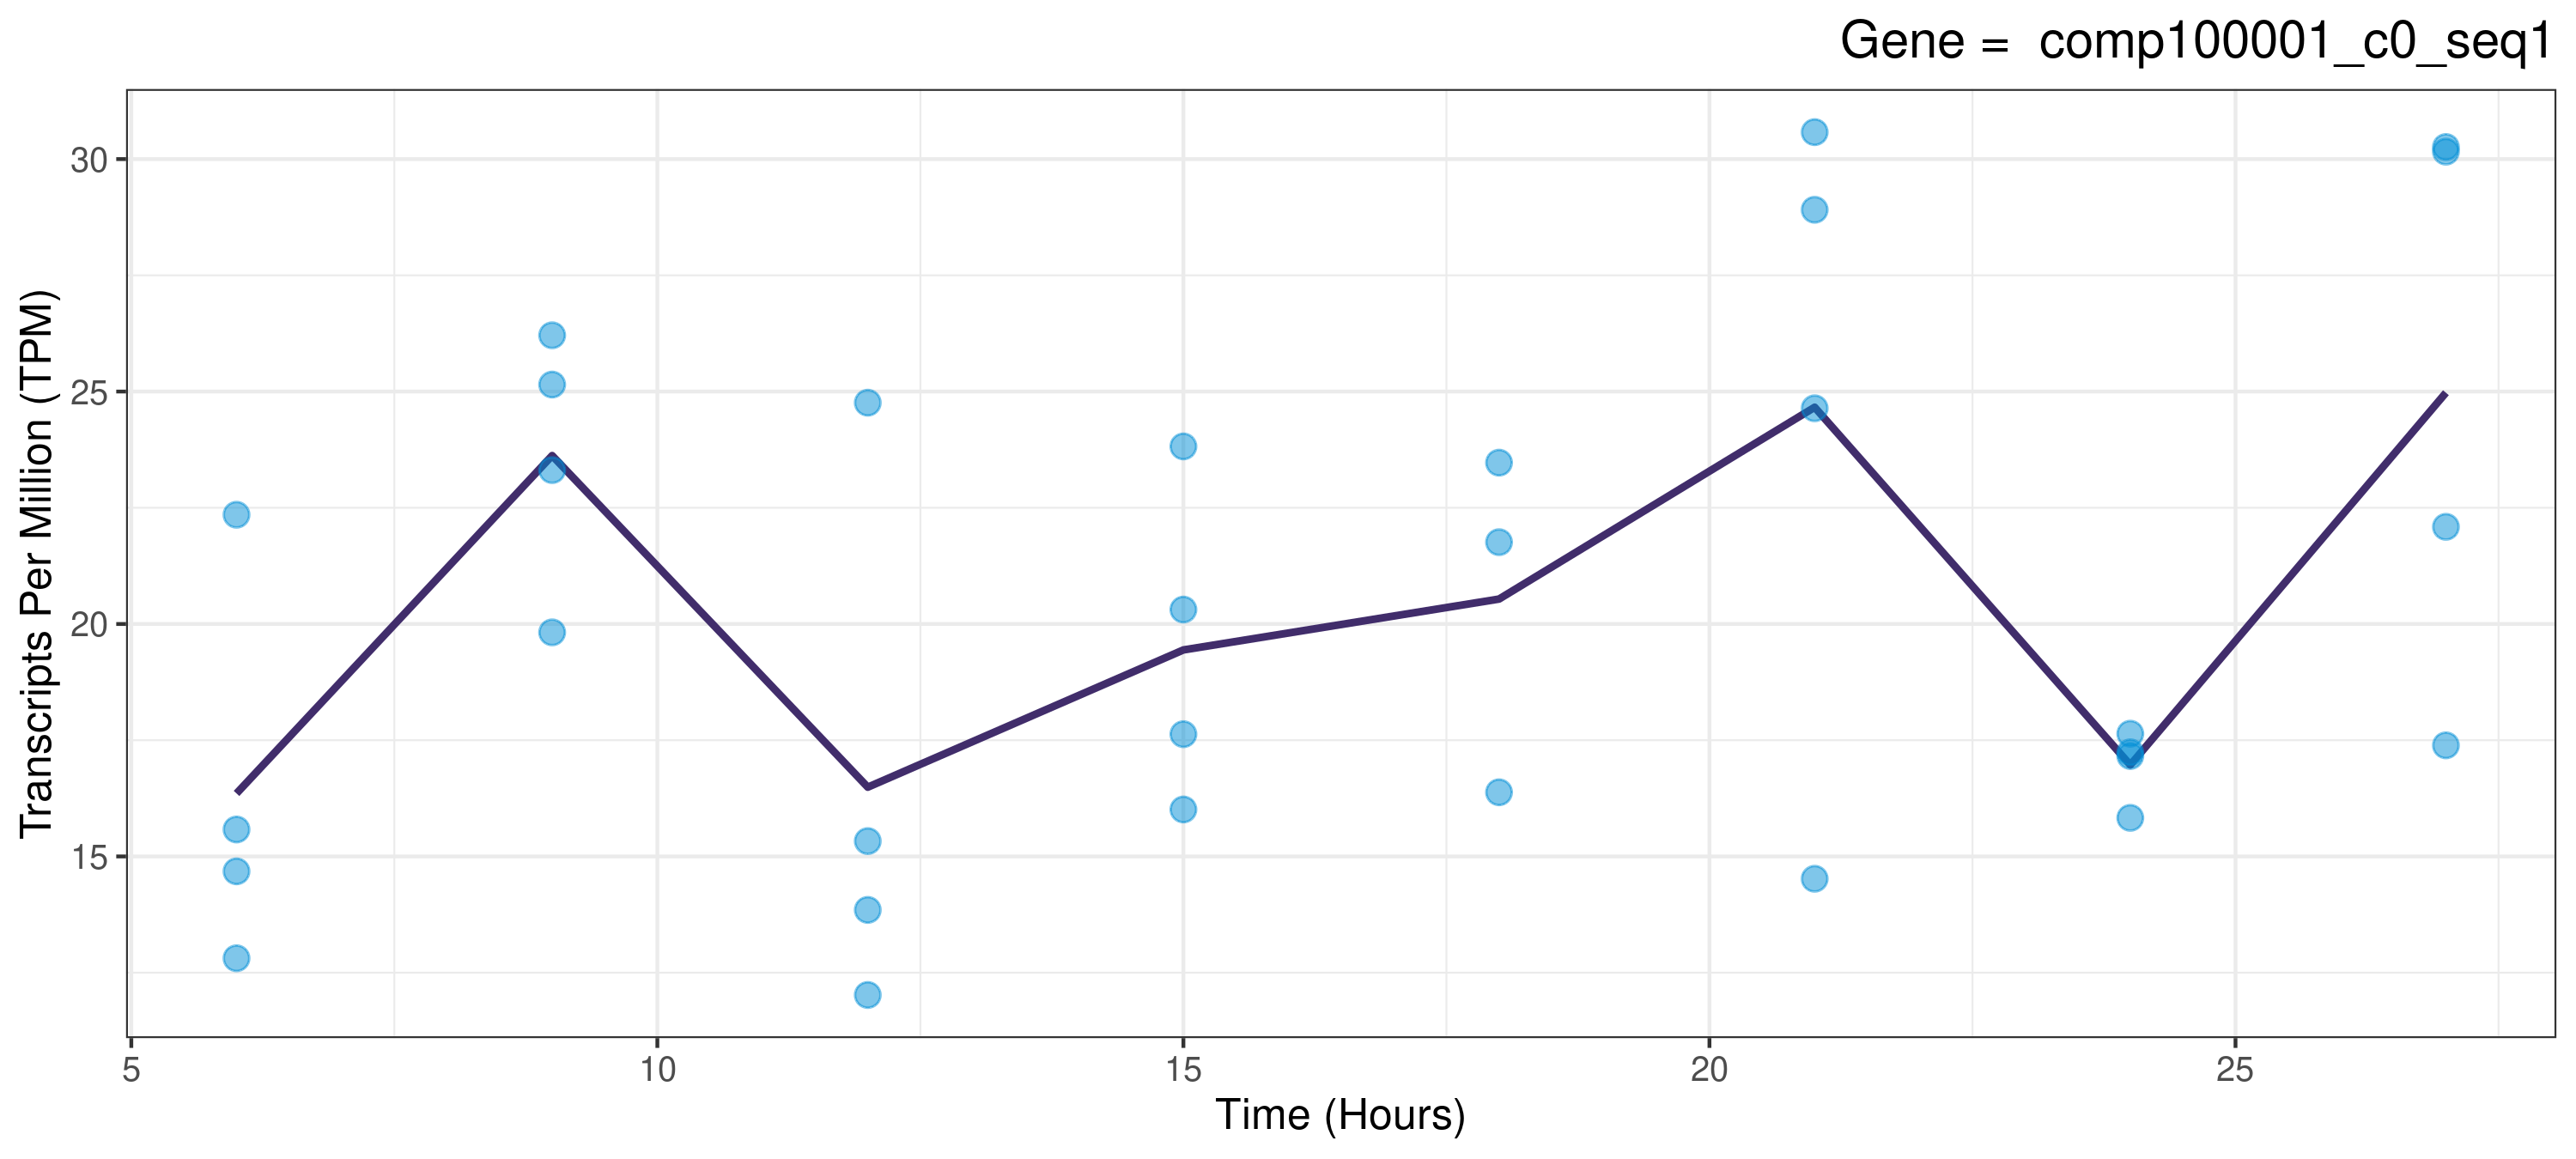 Gene =  comp100001_c0_seq1
Transcripts Per Million (TPM)
30
25
20
15
5 10 15 20 25
Time (Hours)